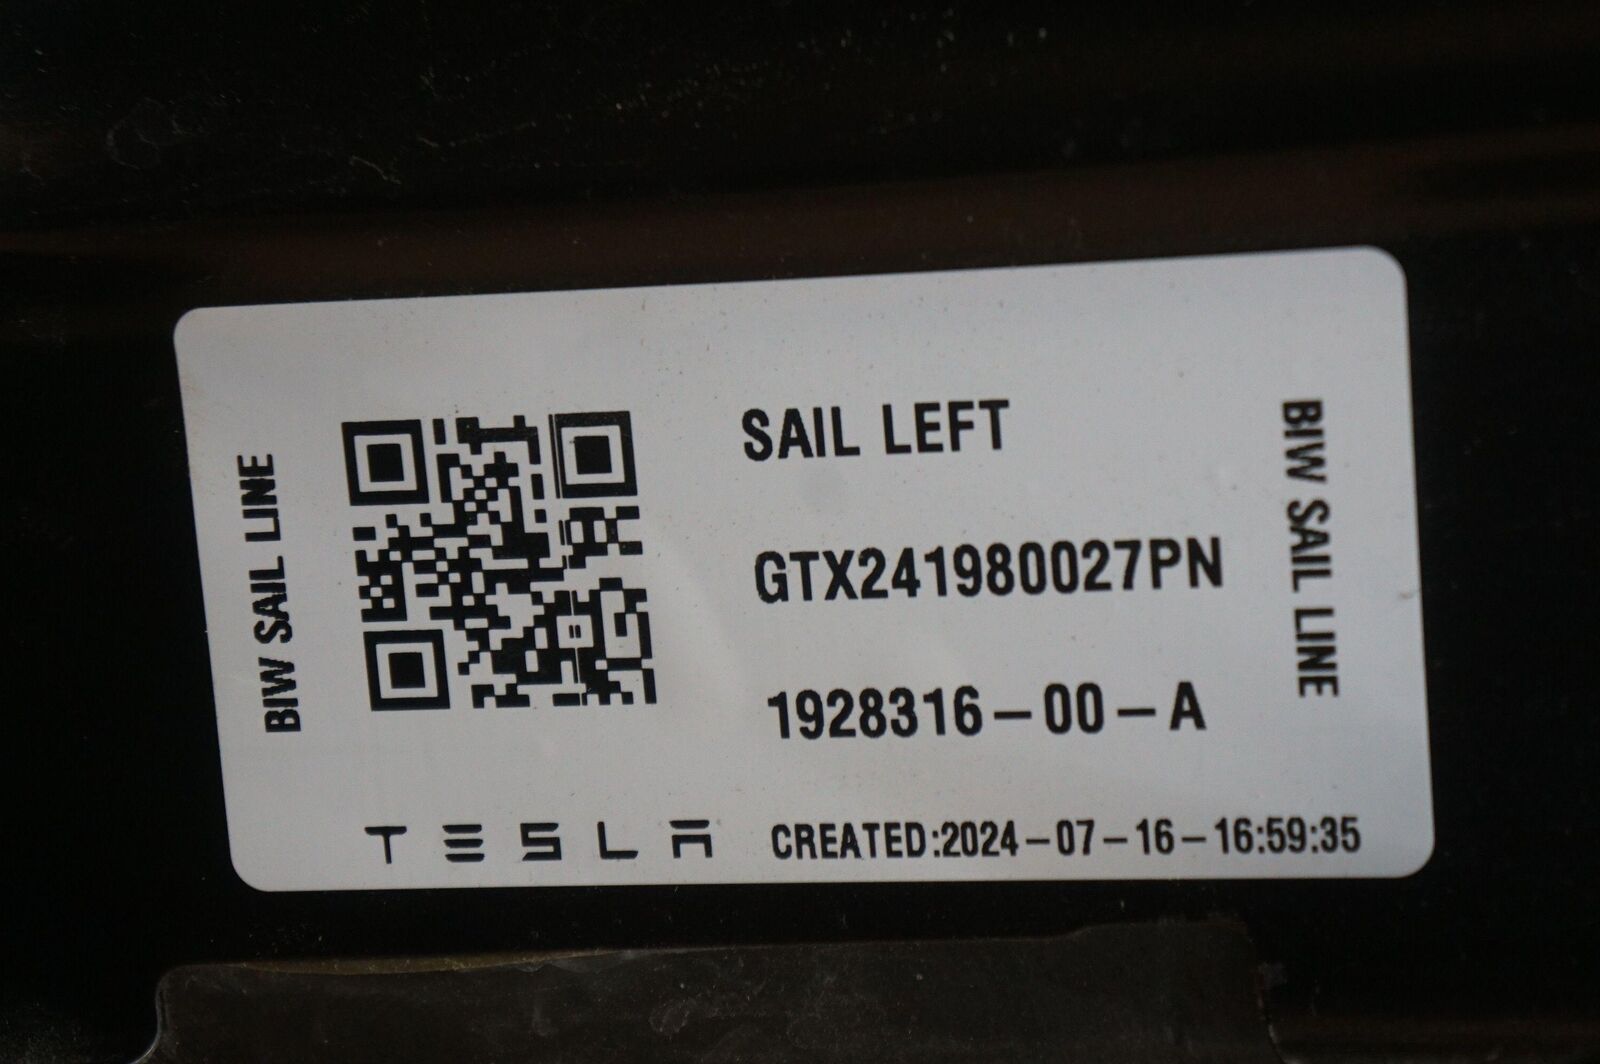 BIW SAIL LINE
SAIL LEFT
GTX241980027PN
1928316-00-A
TESLA CREATED:2024-07-16-16:59:35
BIW SAIL LINE